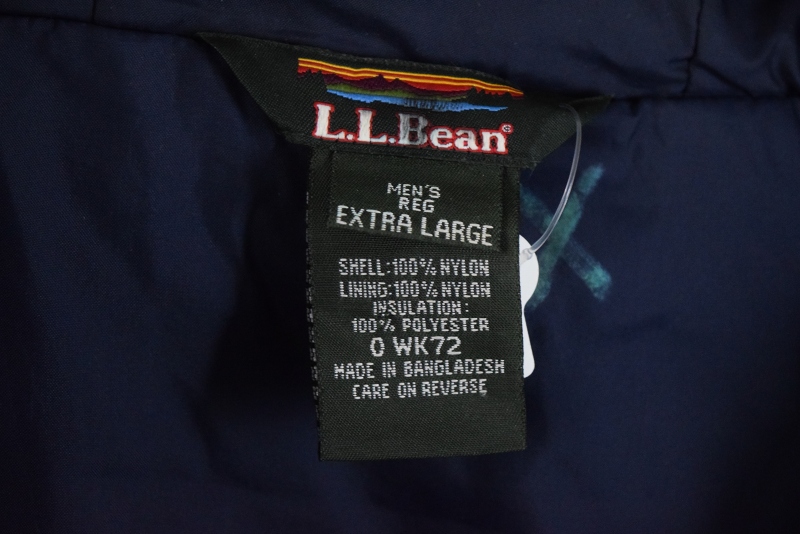 L.L.Bean®
MEN'S
REG
EXTRA LARGE
SHELL:100% NYLON
LINING:100% NYLON
INSULATION:
100% POLYESTER
0 WK72
MADE IN BANGLADESH
CARE ON REVERSE
X